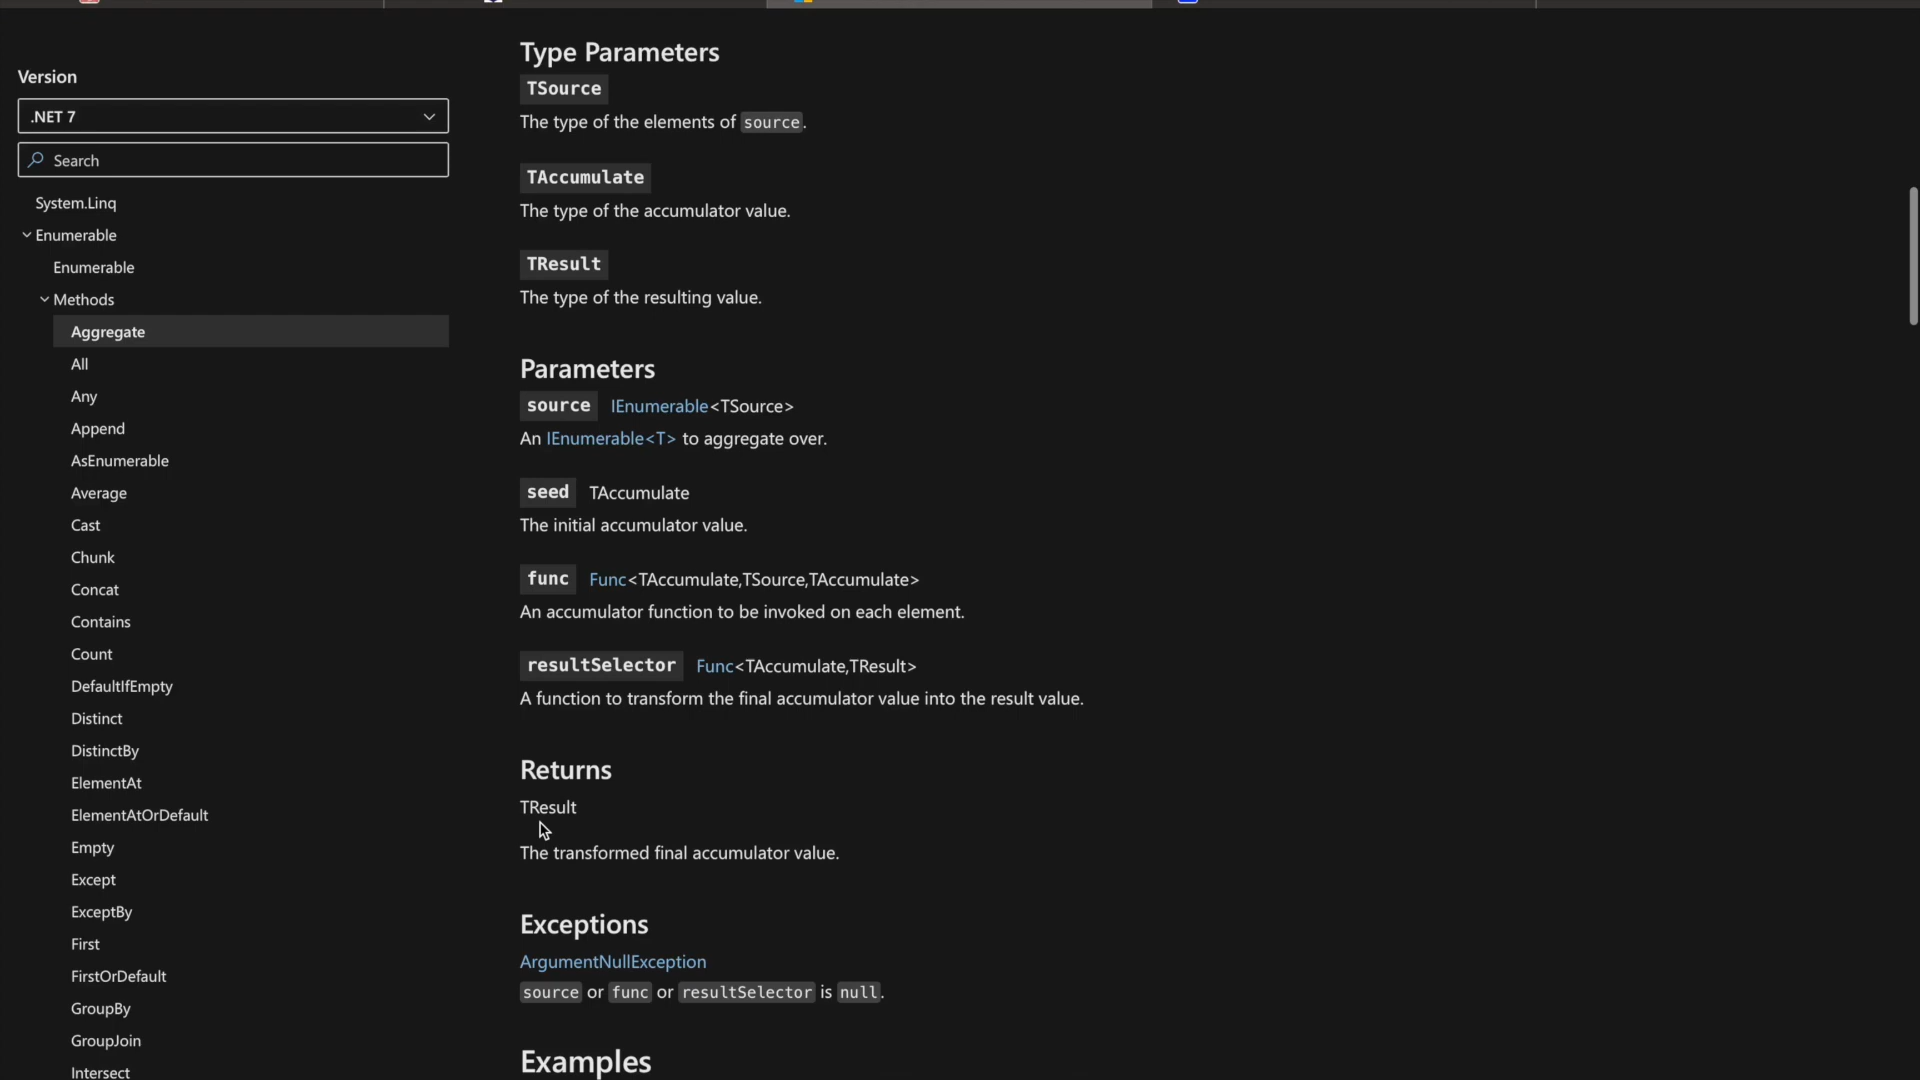 Version
.NET 7
Search
System.Linq
Enumerable
Enumerable
Methods
Aggregate
All
Any
Append
AsEnumerable
Average
Cast
Chunk
Concat
Contains
Count
DefaultIfEmpty
Distinct
DistinctBy
ElementAt
ElementAtOrDefault
Empty
Except
ExceptBy
First
FirstOrDefault
GroupBy
GroupJoin
Intersect
Type Parameters
TSource
The type of the elements of source.
TAccumulate
The type of the accumulator value.
TResult
The type of the resulting value.
Parameters
source IEnumerable<TSource>
An IEnumerable<T> to aggregate over.
seed TAccumulate
The initial accumulator value.
func Func<TAccumulate,TSource,TAccumulate>
An accumulator function to be invoked on each element.
resultSelector Func<TAccumulate,TResult>
A function to transform the final accumulator value into the result value.
Returns
TResult
The transformed final accumulator value.
Exceptions
ArgumentNullException
source or func or resultSelector is null.
Examples